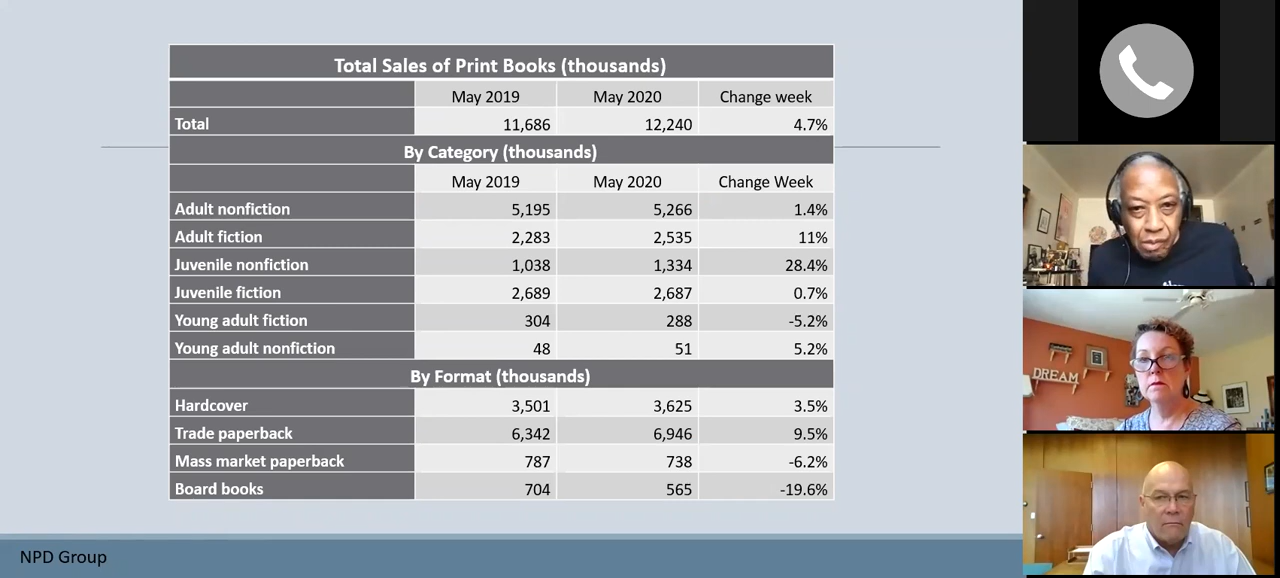 Total Sales of Print Books (thousands)
May 2019 May 2020 Change week
Total 11,686 12,240 4.7%
By Category (thousands)
May 2019 May 2020 Change Week
Adult nonfiction 5,195 5,266 1.4%
Adult fiction 2,283 2,535 11%
Juvenile nonfiction 1,038 1,334 28.4%
Juvenile fiction 2,689 2,687 0.7%
Young adult fiction 304 288 -5.2%
Young adult nonfiction 48 51 5.2%
By Format (thousands)
Hardcover 3,501 3,625 3.5%
Trade paperback 6,342 6,946 9.5%
Mass market paperback 787 738 -6.2%
Board books 704 565 -19.6%
NPD Group
DREAM